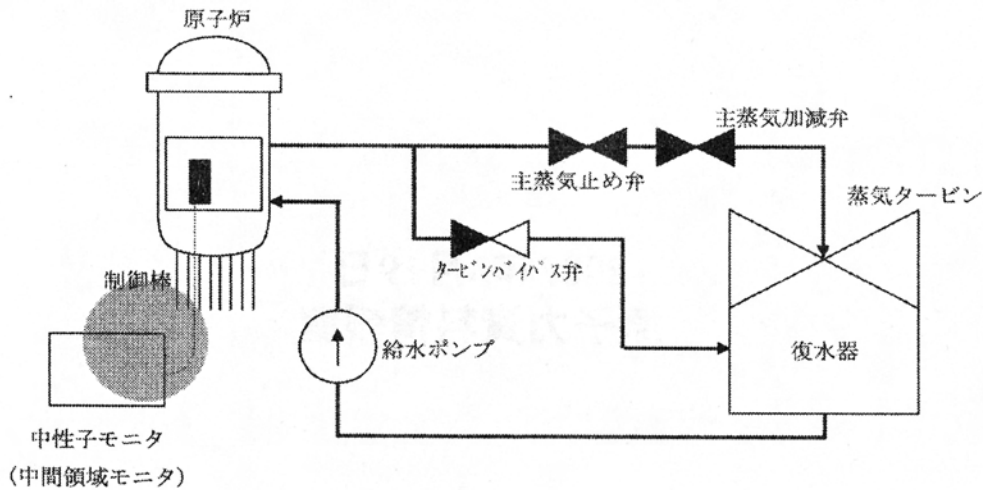 原子炉
主蒸気加減弁
主蒸気止め弁
蒸気タービン
タービンバイパス弁
制御棒
給水ポンプ
復水器
中性子モニタ
(中間領域モニタ)